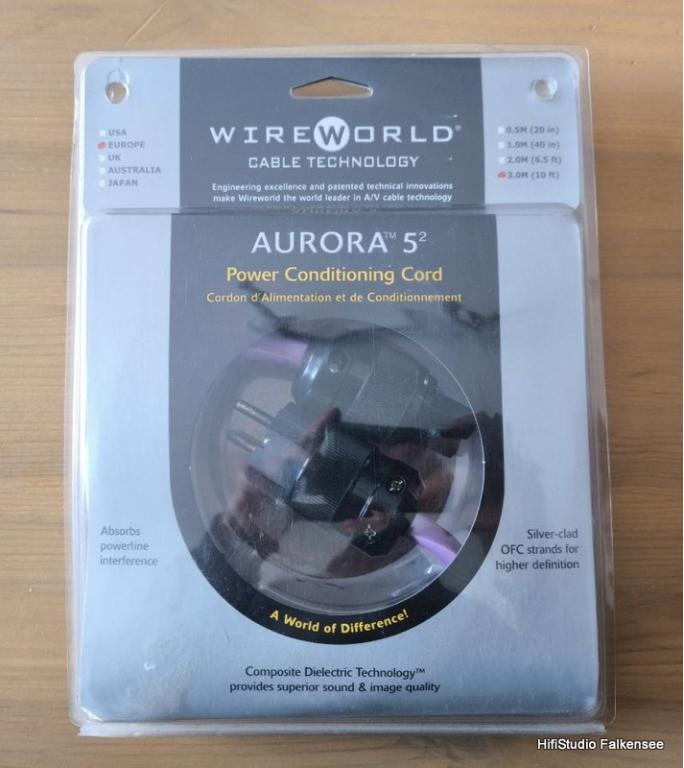 USA
EUROPE
UK
AUSTRALIA
JAPAN
WIREWORLD®
CABLE TECHNOLOGY
Engineering excellence and patented technical innovations
make Wireworld the world leader in A/V cable technology
0.5M (20 in)
1.0M (40 in)
2.0M (6.5 ft)
3.0M (10 ft)
AURORA™ 5²
Power Conditioning Cord
Cordon d'Alimentation et de Conditionnement
Absorbs
powerline
interference
Silver-clad
OFC strands for
higher definition
A World of Difference!
Composite Dielectric Technology™
provides superior sound & image quality
HifiStudio Falkensee